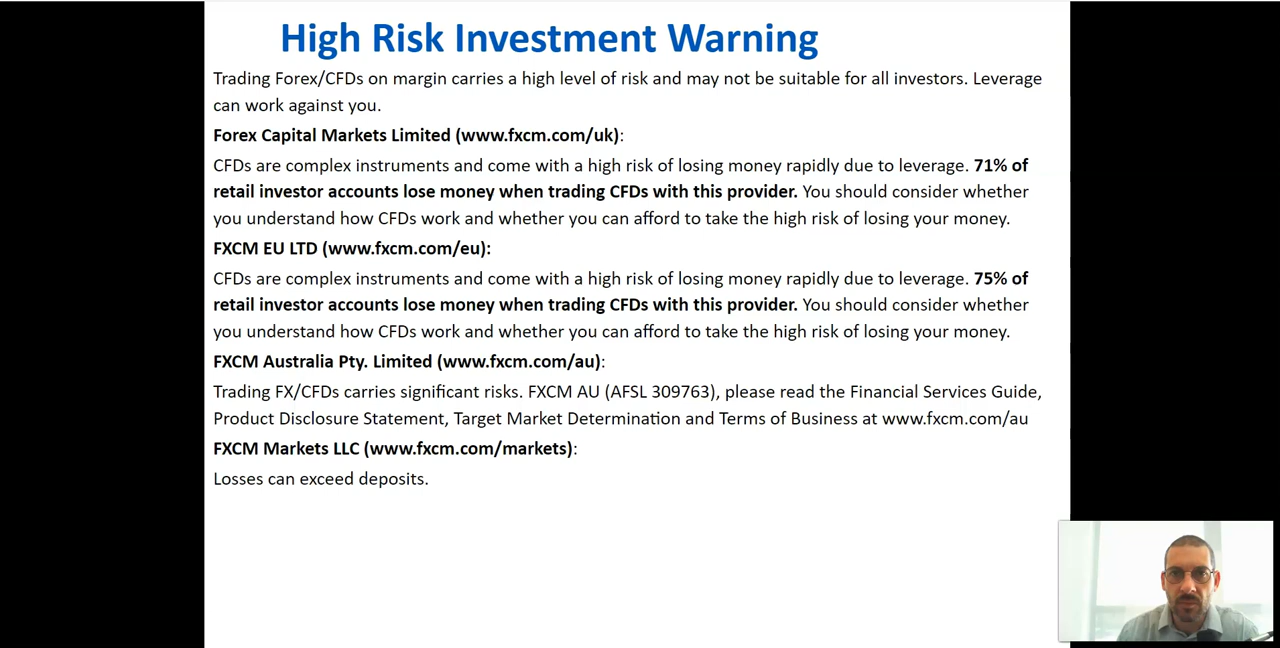 High Risk Investment Warning
Trading Forex/CFDs on margin carries a high level of risk and may not be suitable for all investors. Leverage
can work against you.
Forex Capital Markets Limited (www.fxcm.com/uk):
CFDs are complex instruments and come with a high risk of losing money rapidly due to leverage. 71% of
retail investor accounts lose money when trading CFDs with this provider. You should consider whether
you understand how CFDs work and whether you can afford to take the high risk of losing your money.
FXCM EU LTD (www.fxcm.com/eu):
CFDs are complex instruments and come with a high risk of losing money rapidly due to leverage. 75% of
retail investor accounts lose money when trading CFDs with this provider. You should consider whether
you understand how CFDs work and whether you can afford to take the high risk of losing your money.
FXCM Australia Pty. Limited (www.fxcm.com/au):
Trading FX/CFDs carries significant risks. FXCM AU (AFSL 309763), please read the Financial Services Guide,
Product Disclosure Statement, Target Market Determination and Terms of Business at www.fxcm.com/au
FXCM Markets LLC (www.fxcm.com/markets):
Losses can exceed deposits.